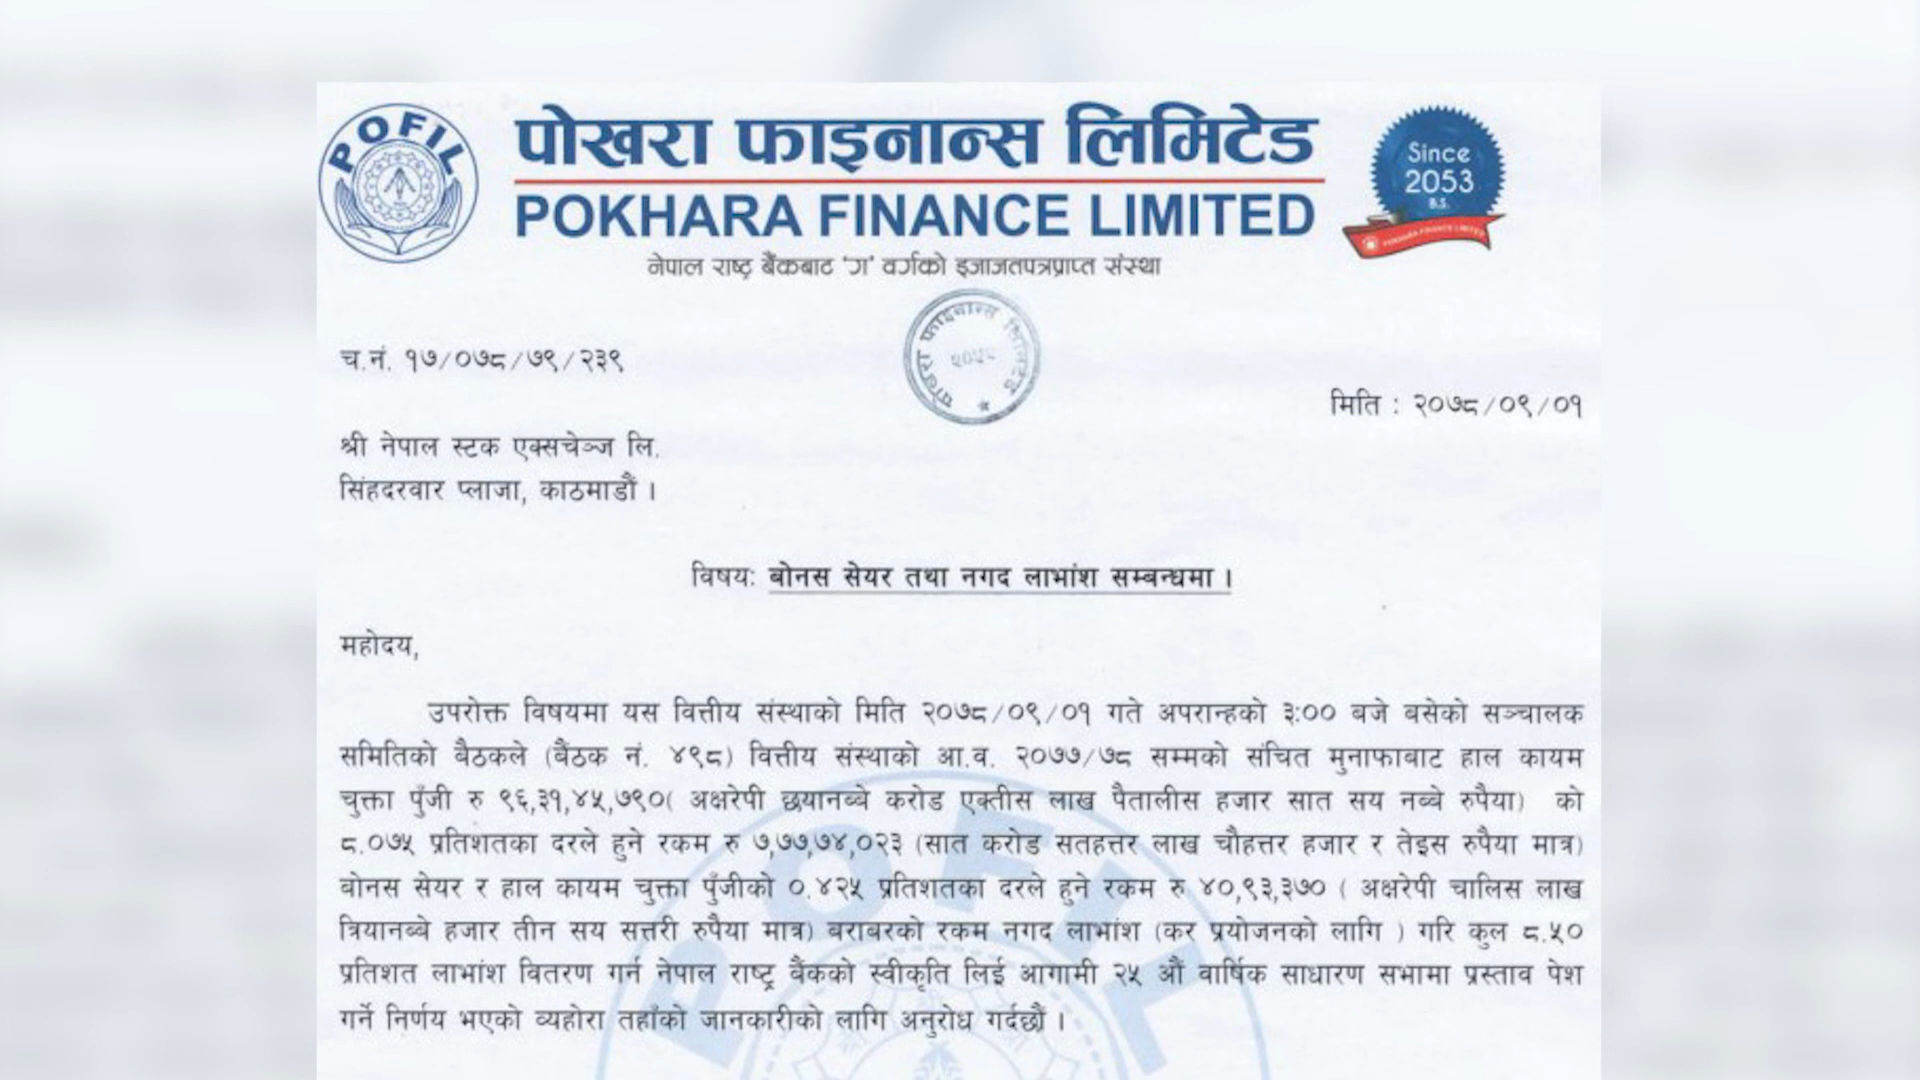 POFIL
पोखरा फाइनान्स लिमिटेड
POKHARA FINANCE LIMITED
नेपाल राष्ट्र बैंकबाट 'ग' वर्गको इजाजतपत्रप्राप्त संस्था
Since
2053
B.S.
POKHARA FINANCE LIMITED
पोखरा फाइनान्स लिमिटेड
च.नं. १७/०७८/७९/२३९
मिति : २०७८/०९/०१
श्री नेपाल स्टक एक्सचेञ्ज लि.
सिंहदरवार प्लाजा, काठमाडौं ।
विषय: बोनस सेयर तथा नगद लाभांश सम्बन्धमा ।
महोदय,
उपरोक्त विषयमा यस वित्तीय संस्थाको मिति २०७८/०९/०१ गते अपरान्हको ३:०० बजे बसेको सञ्चालक
समितिको बैठकले (बैंठक नं. ४९८) वित्तीय संस्थाको आ.व. २०७७/७८ सम्मको संचित मुनाफाबाट हाल कायम
चुक्ता पुँजी रु ९६,३१,४५,७९०( अक्षरेपी छयानब्बे करोड एक्तीस लाख पैतालीस हजार सात सय नब्बे रुपैया) को
८.०७५ प्रतिशतका दरले हुने रकम रु ७,७७,७४,०२३ (सात करोड सतहत्तर लाख चौहत्तर हजार र तेइस रुपैया मात्र)
बोनस सेयर र हाल कायम चुक्ता पुँजीको ०.४२५ प्रतिशतका दरले हुने रकम रु ४०,९३,३७० ( अक्षरेपी चालिस लाख
त्रियानब्बे हजार तीन सय सत्तरी रुपैया मात्र) बराबरको रकम नगद लाभांश (कर प्रयोजनको लागि ) गरि कुल ८.५०
प्रतिशत लाभांश वितरण गर्न नेपाल राष्ट्र बैंकको स्वीकृति लिई आगामी २५ औं वार्षिक साधारण सभामा प्रस्ताव पेश
गर्ने निर्णय भएको व्यहोरा तहाँको जानकारीको लागि अनुरोध गर्दछौं ।
POFIL